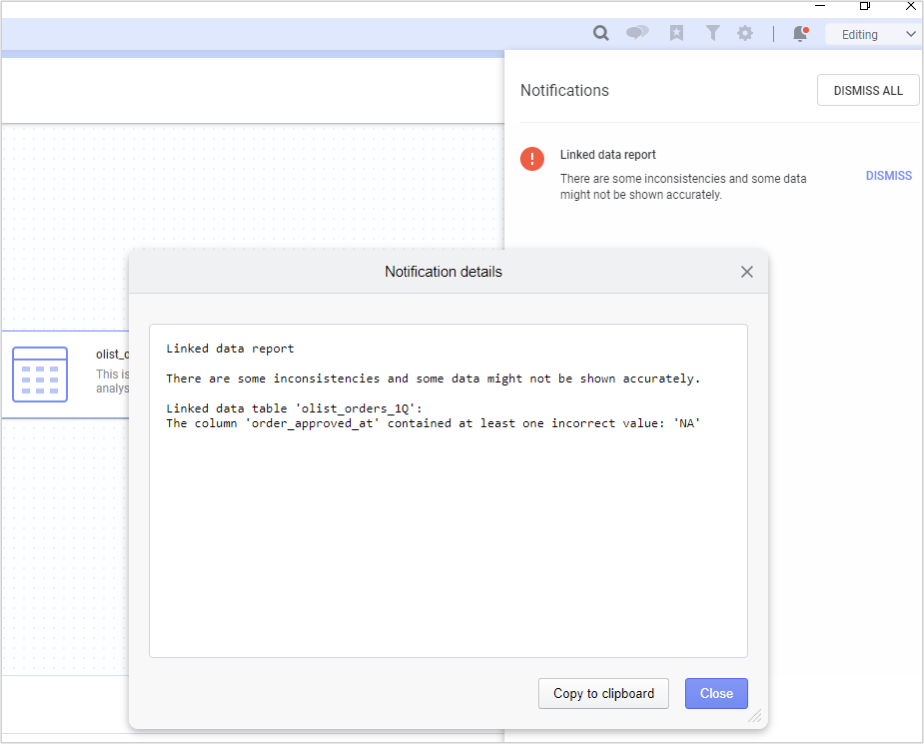 Editing
Notifications
DISMISS ALL
Linked data report
There are some inconsistencies and some data
might not be shown accurately.
DISMISS
Notification details
olist_o
This is
analys
Linked data report
There are some inconsistencies and some data might not be shown accurately.
Linked data table 'olist_orders_1Q':
The column 'order_approved_at' contained at least one incorrect value: 'NA'
Copy to clipboard
Close